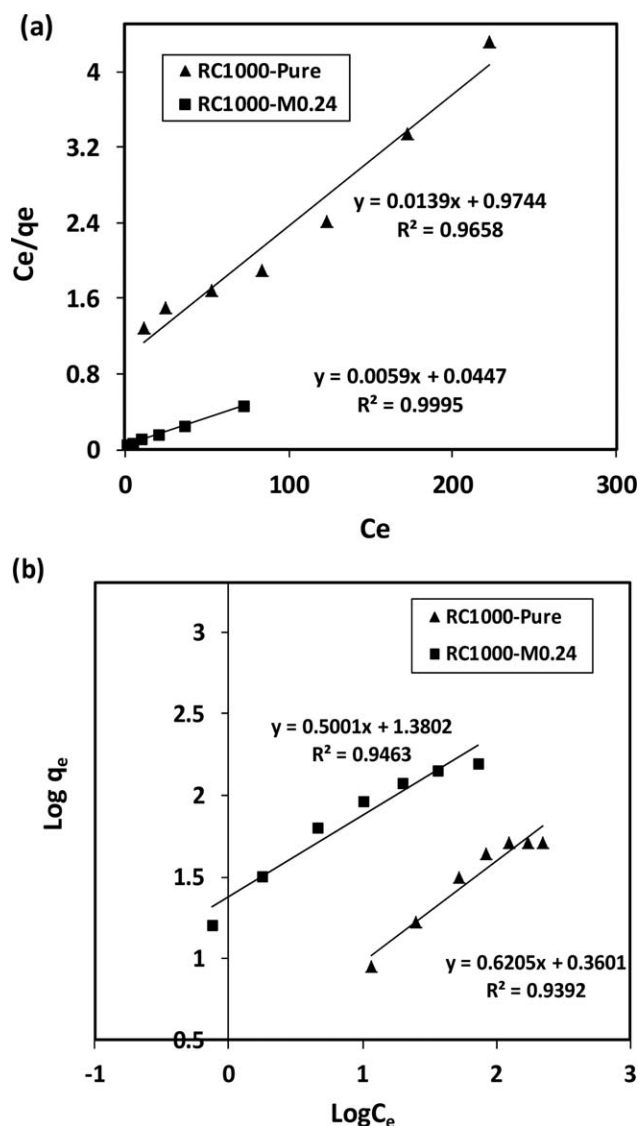 (a)
RC1000-Pure
RC1000-M0.24
4
3.2
2.4
1.6
0.8
0
y = 0.0139x + 0.9744
R² = 0.9658
y = 0.0059x + 0.0447
R² = 0.9995
0
100
200
300
Ce/qe
Ce
(b)
RC1000-Pure
RC1000-M0.24
3
2.5
2
1.5
1
0.5
y = 0.5001x + 1.3802
R² = 0.9463
y = 0.6205x + 0.3601
R² = 0.9392
-1
0
1
2
3
Log qe
LogCe